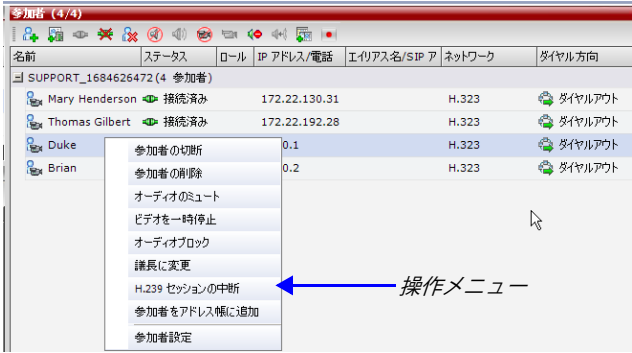 参加者 (4/4)
名前 ステータス ロール IP アドレス/電話 エイリアス名/SIP ア ネットワーク ダイヤル方向
SUPPORT_1684626472 (4 参加者)
Mary Henderson 接続済み 172.22.130.31 H.323 ダイヤルアウト
Thomas Gilbert 接続済み 172.22.192.28 H.323 ダイヤルアウト
Duke 0.1 H.323 ダイヤルアウト
Brian 0.2 H.323 ダイヤルアウト
参加者の切断
参加者の削除
オーディオのミュート
ビデオを一時停止
オーディオブロック
議長に変更
H.239 セッションの中断
操作メニュー
参加者をアドレス帳に追加
参加者設定